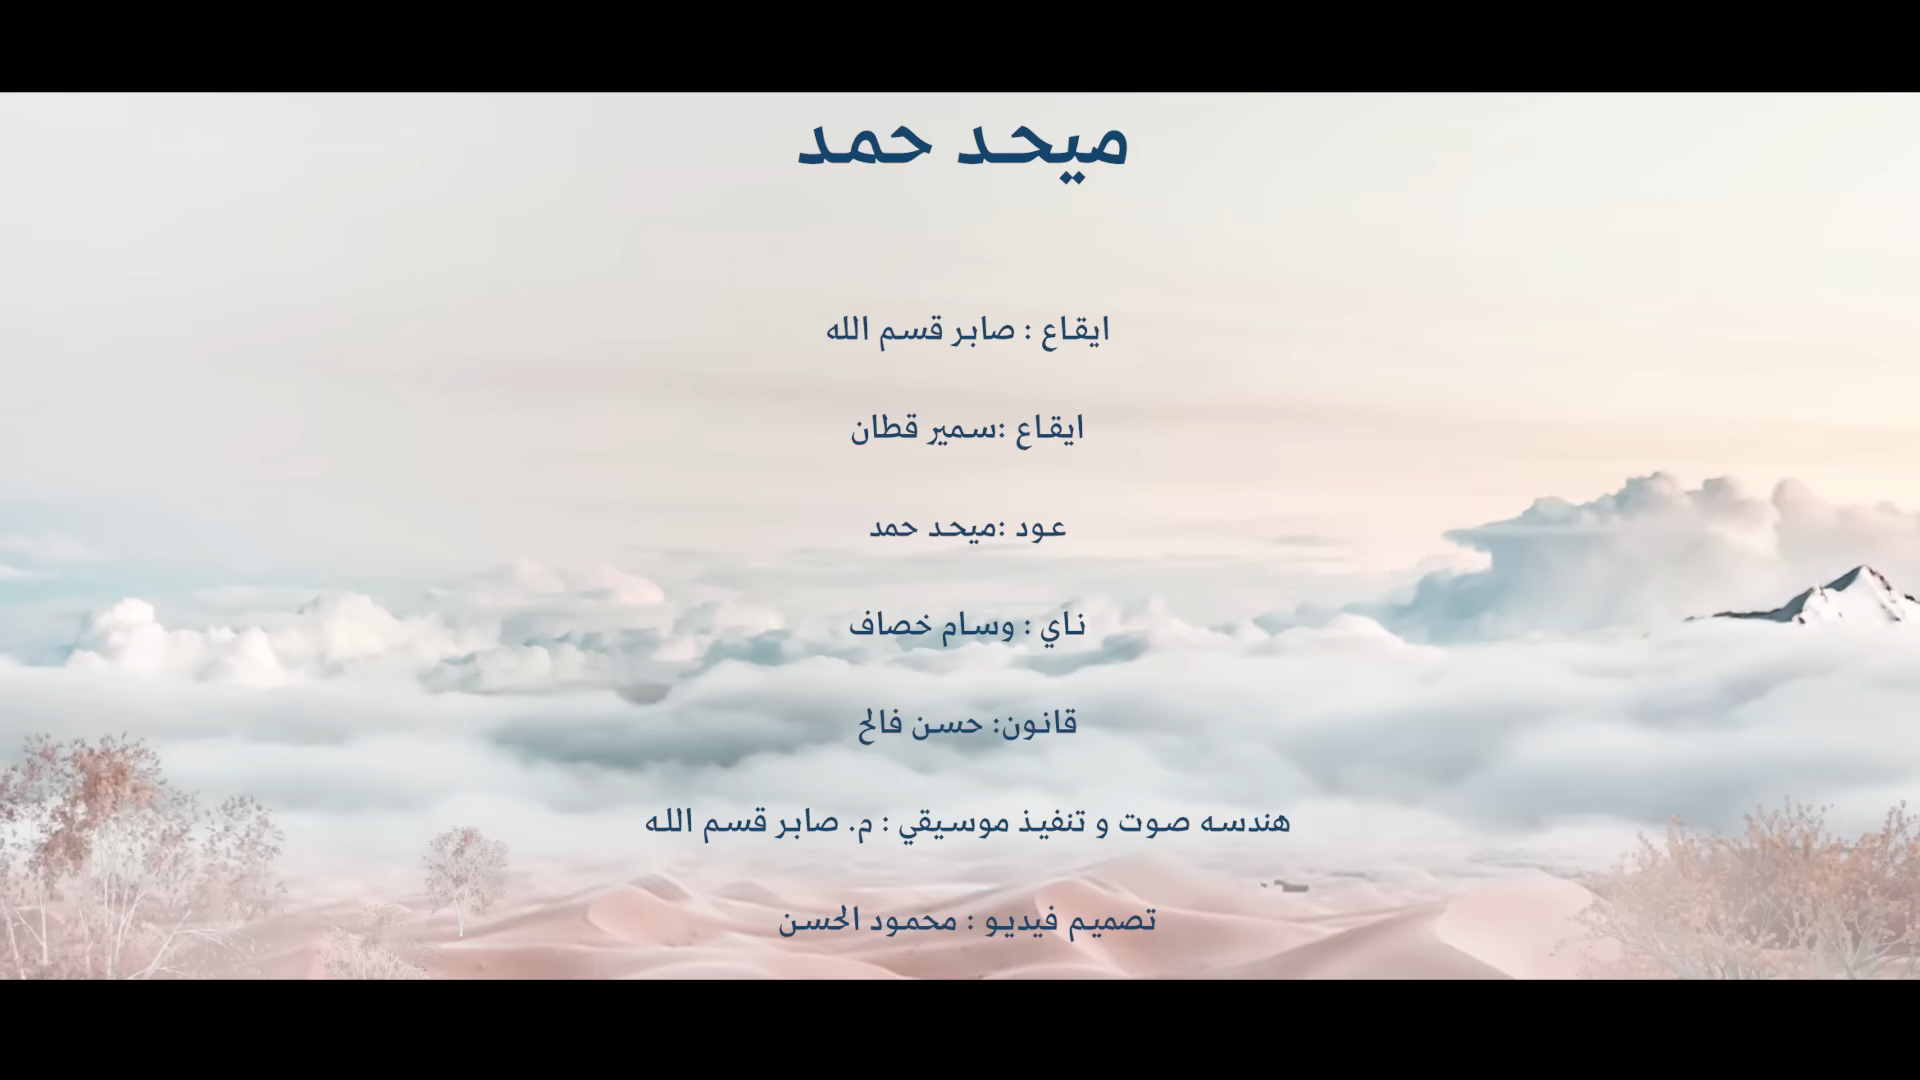 ميحد حمد
ايقاع : صابر قسم الله
ايقاع :سمير قطان
عود :ميحد حمد
ناي : وسام خصاف
قانون: حسن فالح
هندسه صوت و تنفيذ موسيقي : م. صابر قسم الله
تصميم فيديو : محمود الحسن